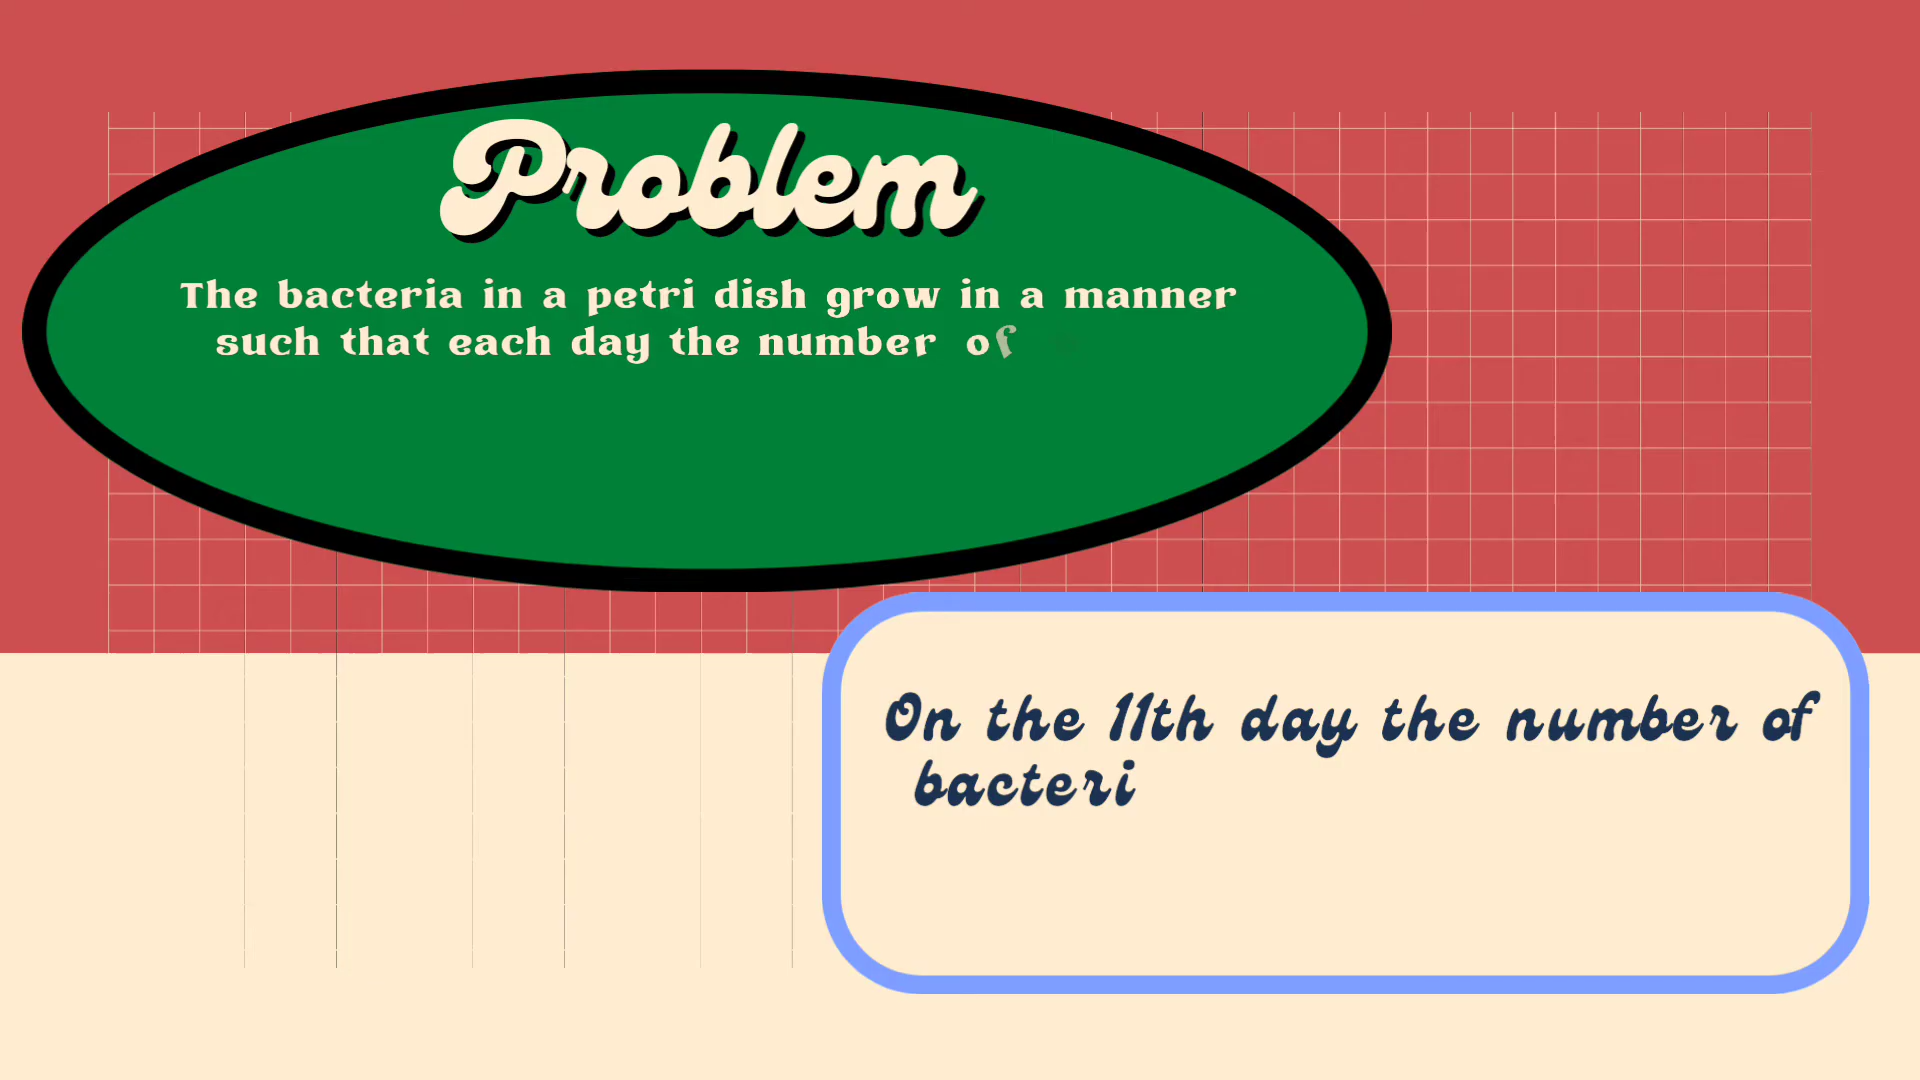 Problem
The bacteria in a petri dish grow in a manner
such that each day the number of
On the 11th day the number of
bacteri